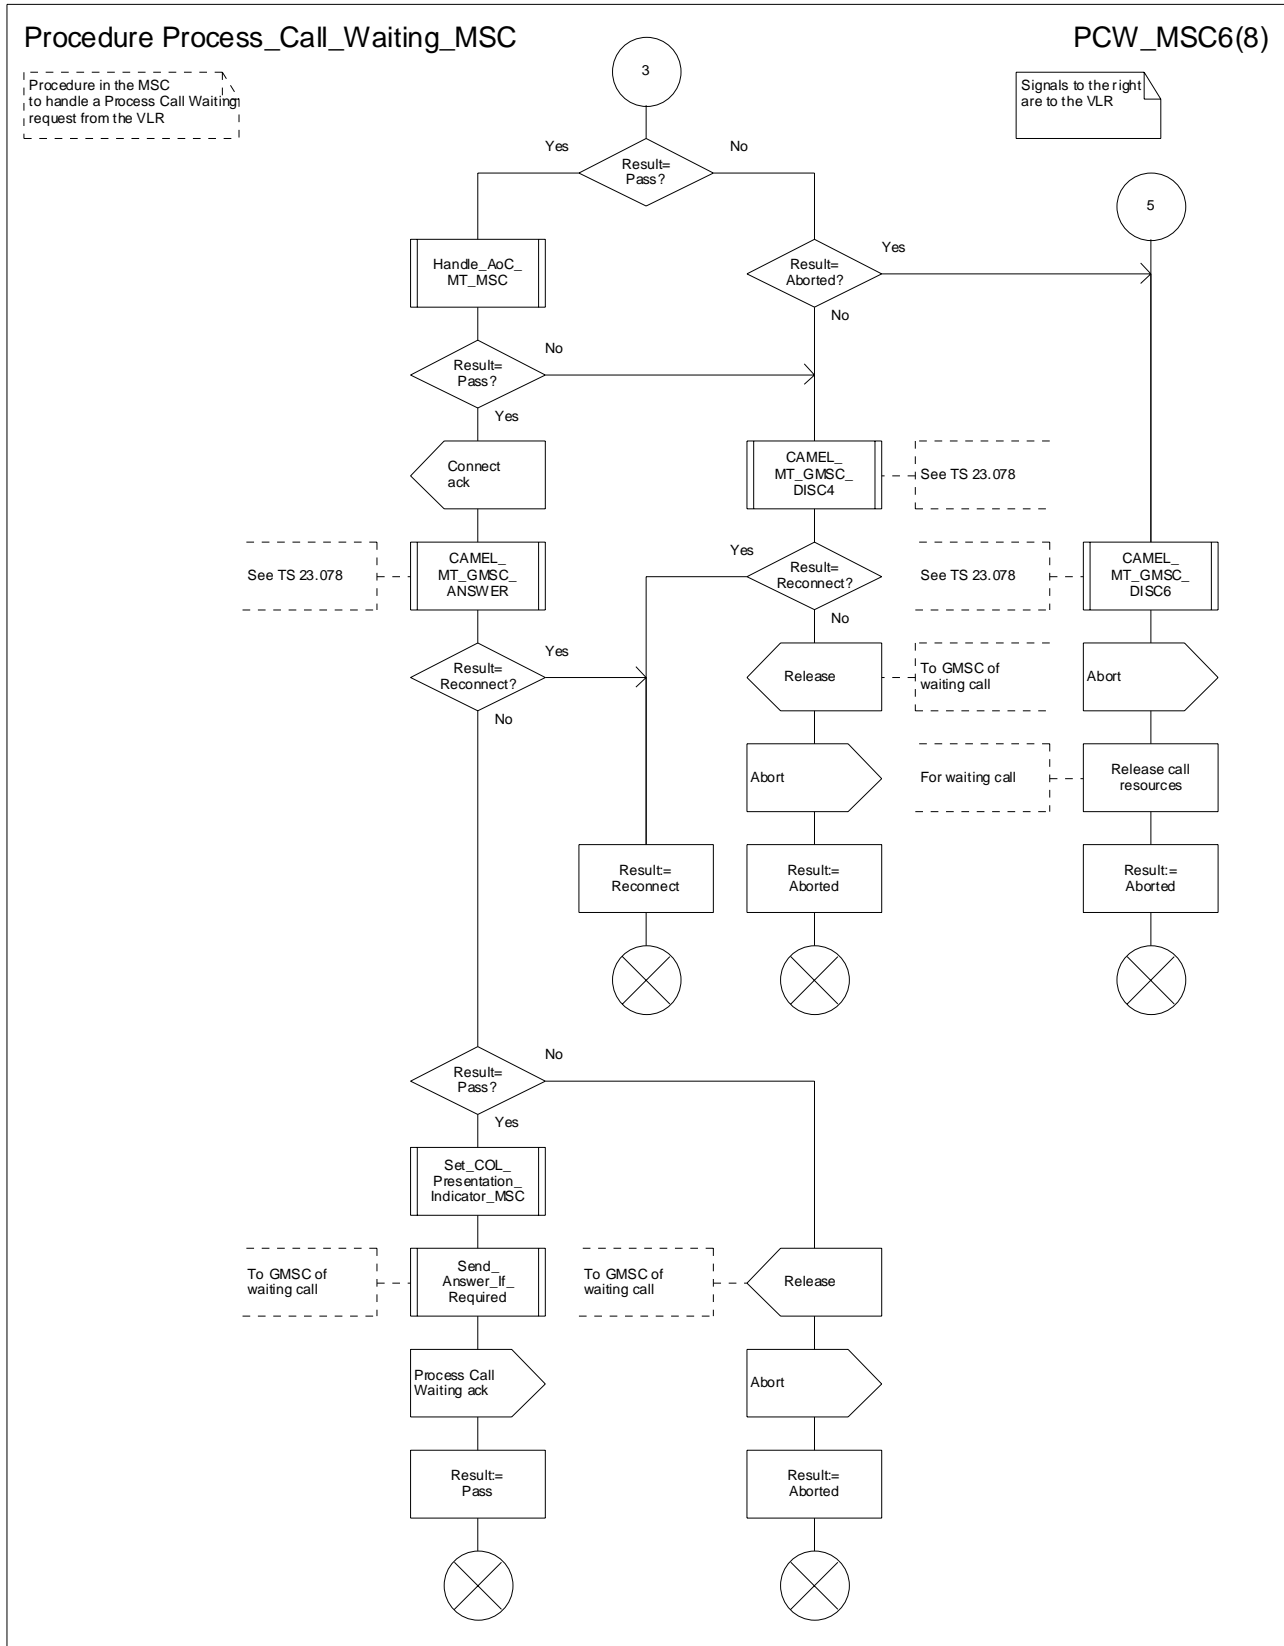 Procedure Process_Call_Waiting_MSC
PCW_MSC6(8)
Procedure in the MSC
to handle a Process Call Waiting
request from the VLR
3
Signals to the right
are to the VLR
Yes
No
Result=
Pass?
5
Handle_AoC_
MT_MSC
Result=
Aborted?
Yes
No
Result=
Pass?
No
Yes
Connect
ack
CAMEL_
MT_GMSC_
DISC4
See TS 23.078
See TS 23.078
CAMEL_
MT_GMSC_
ANSWER
Yes
Result=
Reconnect?
No
See TS 23.078
CAMEL_
MT_GMSC_
DISC6
Result=
Reconnect?
Yes
No
Release
To GMSC of
waiting call
Abort
Abort
For waiting call
Release call
resources
Result:=
Reconnect
Result:=
Aborted
Result:=
Aborted
Result=
Pass?
No
Yes
Set_COL_
Presentation_
Indicator_MSC
To GMSC of
waiting call
Send_
Answer_If_
Required
To GMSC of
waiting call
Release
Process Call
Waiting ack
Abort
Result:=
Pass
Result:=
Aborted